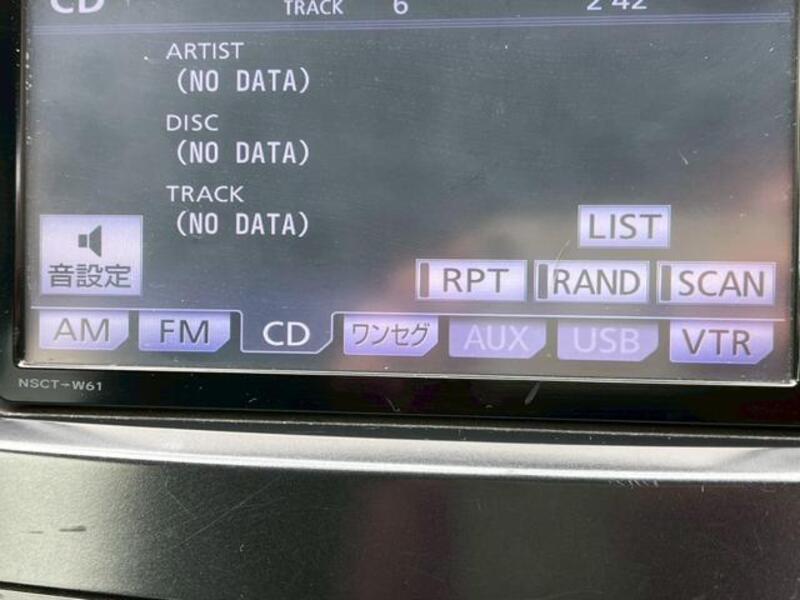 CD TRACK 6 2'42
ARTIST
(NO DATA)
DISC
(NO DATA)
TRACK
(NO DATA)
LIST
音設定
RPT RAND SCAN
AM FM CD ワンセグ AUX USB VTR
NSCT-W61